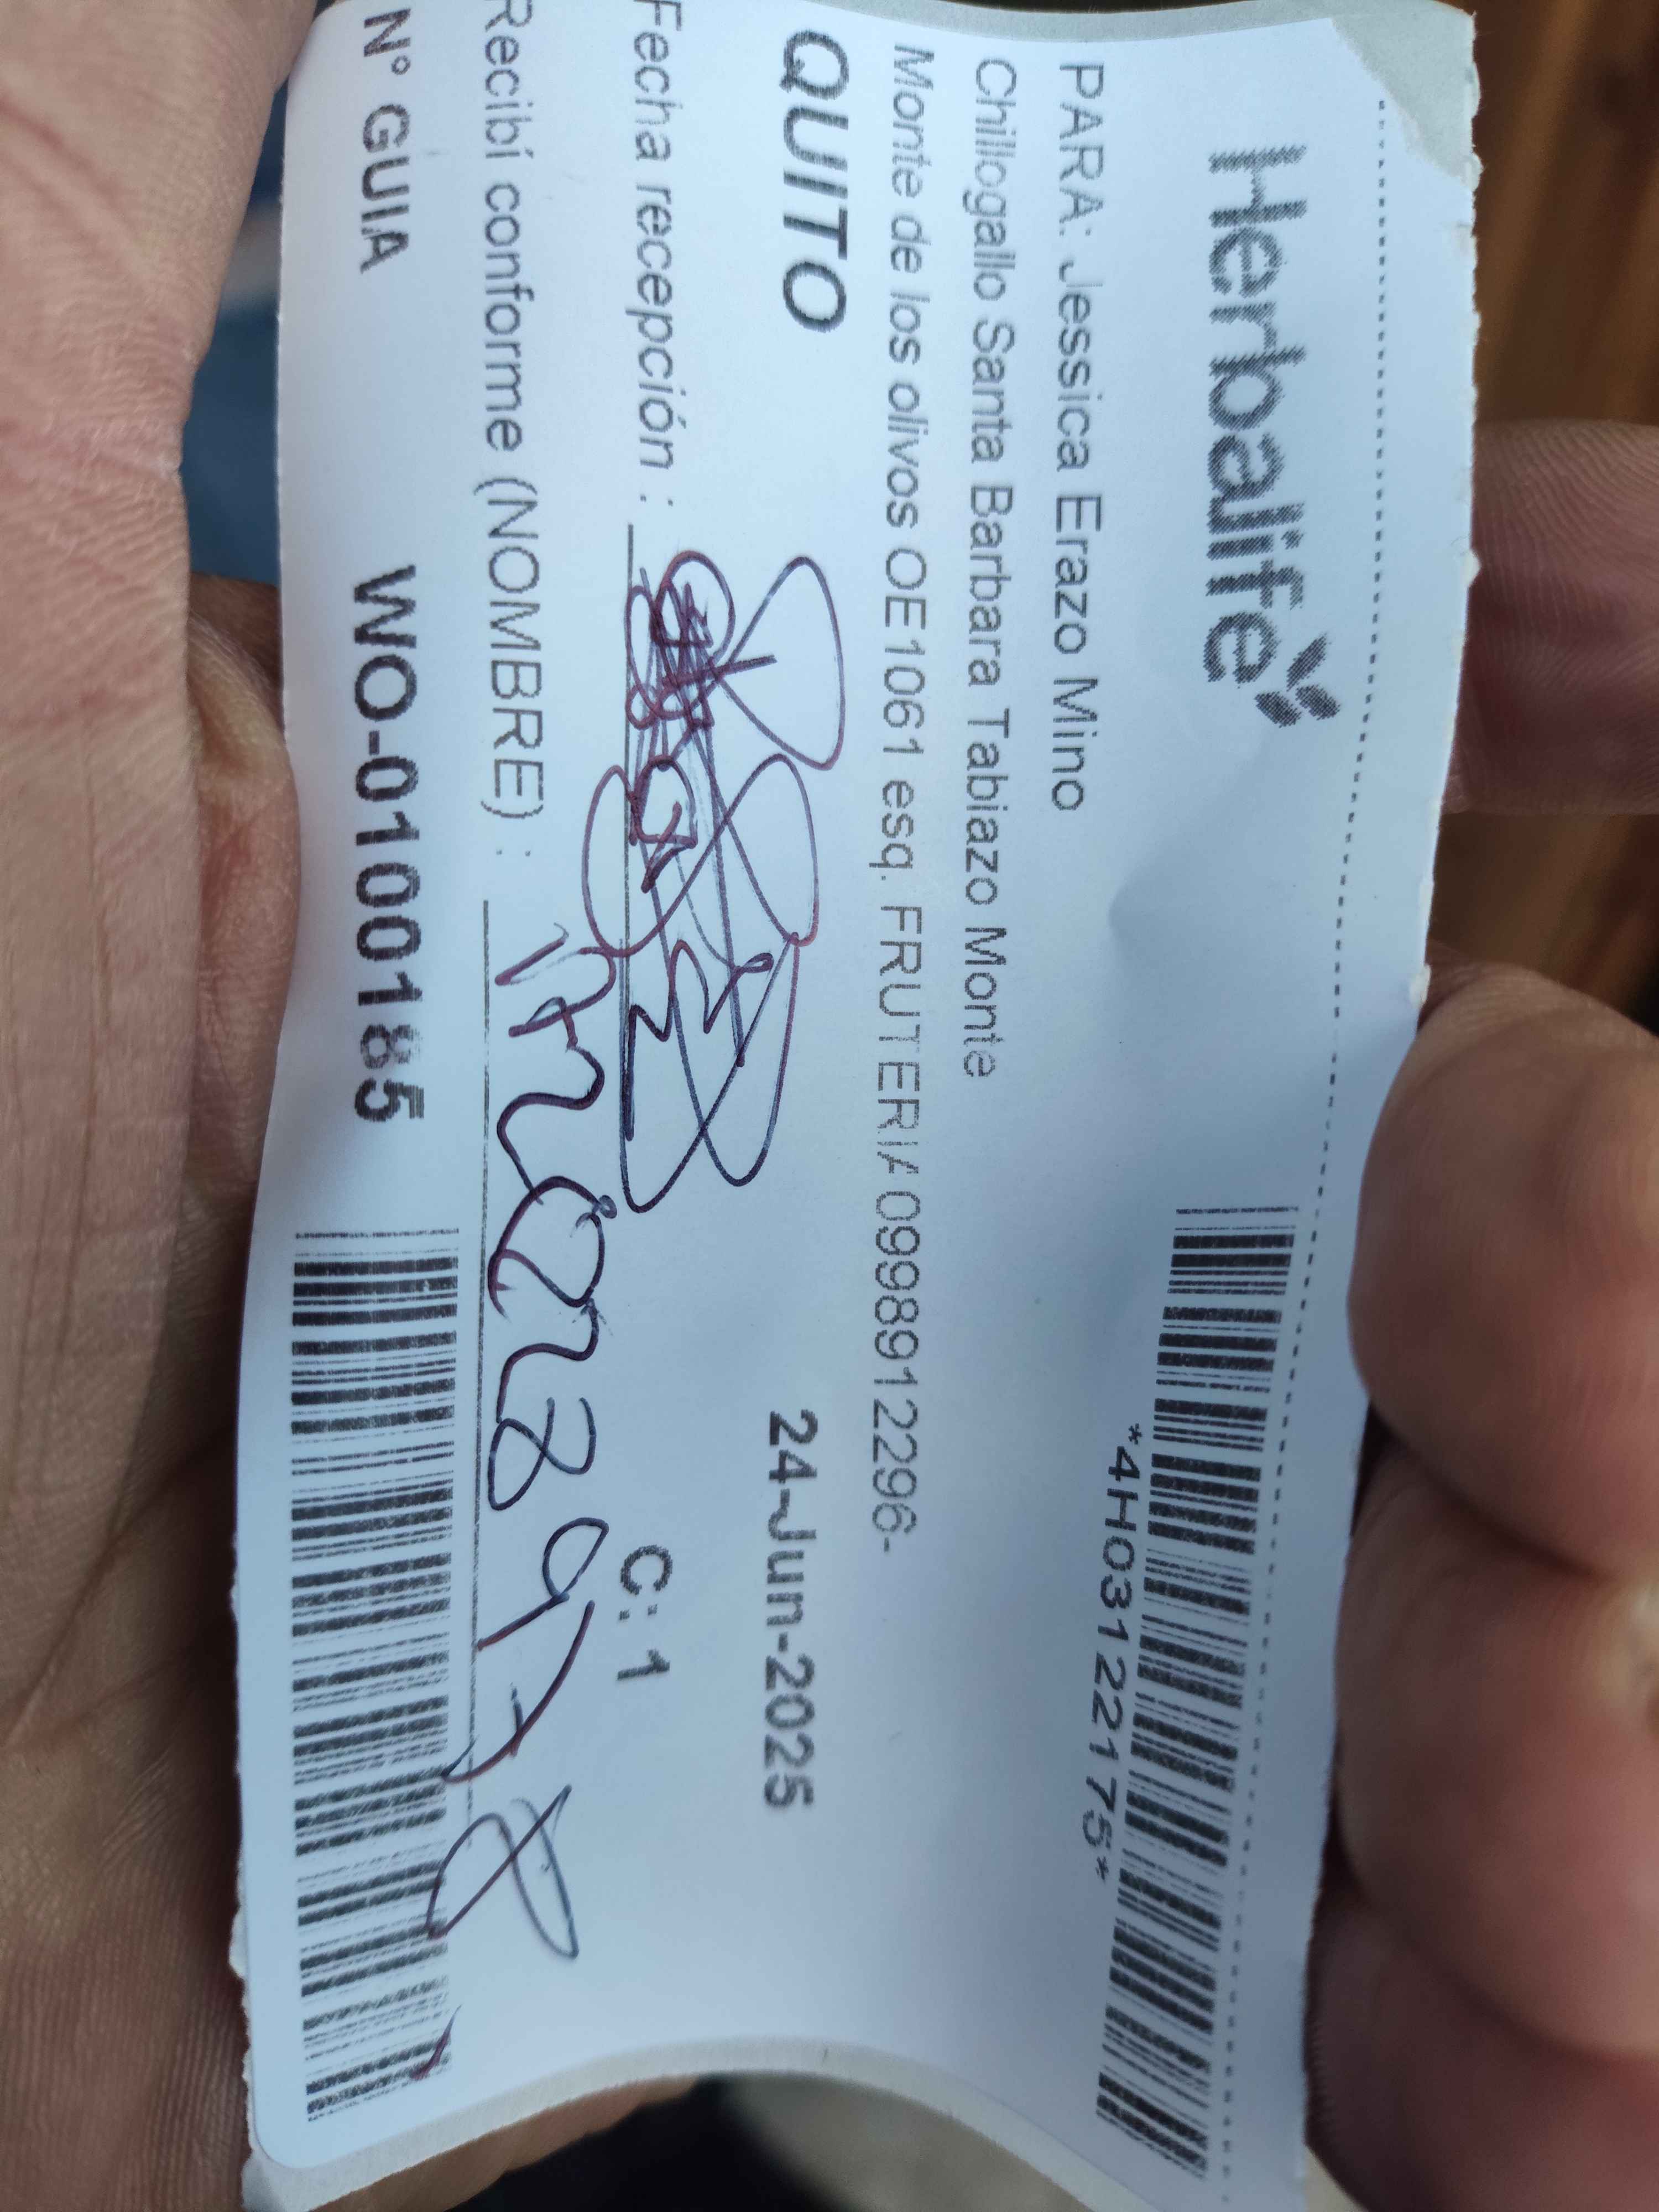 Herbalife
*4H03122175*
PARA: Jessica Erazo Mino
Chillogallo Santa Barbara Tabiazo Monte
Monte de los olivos OE1061 esq. FRUTERIA 0998912296-
QUITO 24-Jun-2025
Fecha recepción : C: 1
Recibí conforme (NOMBRE) :
N° GUIA WO-0100185